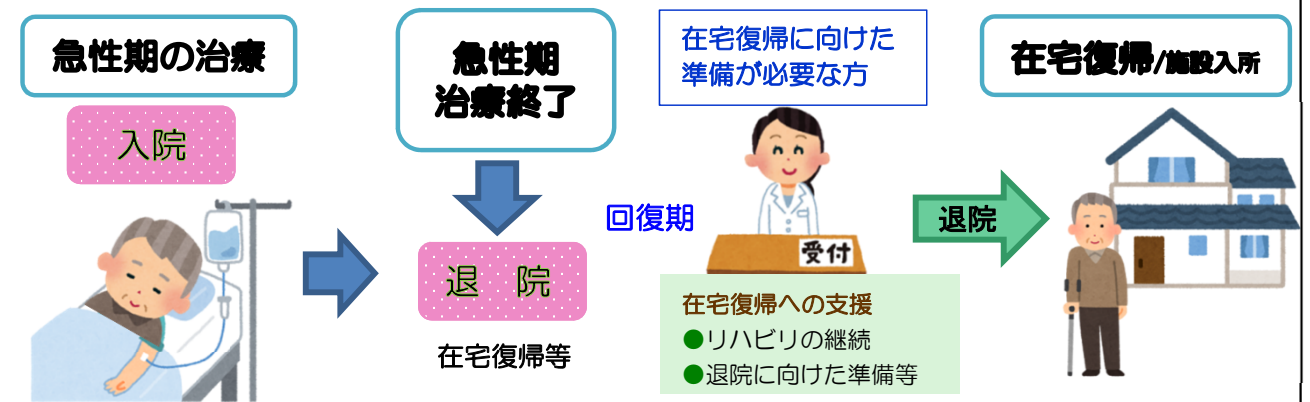 急性期の治療
入院
急性期
治療終了
退　院
在宅復帰等
回復期
在宅復帰に向けた
準備が必要な方
受付
在宅復帰への支援
●リハビリの継続
●退院に向けた準備等
退院
在宅復帰/施設入所